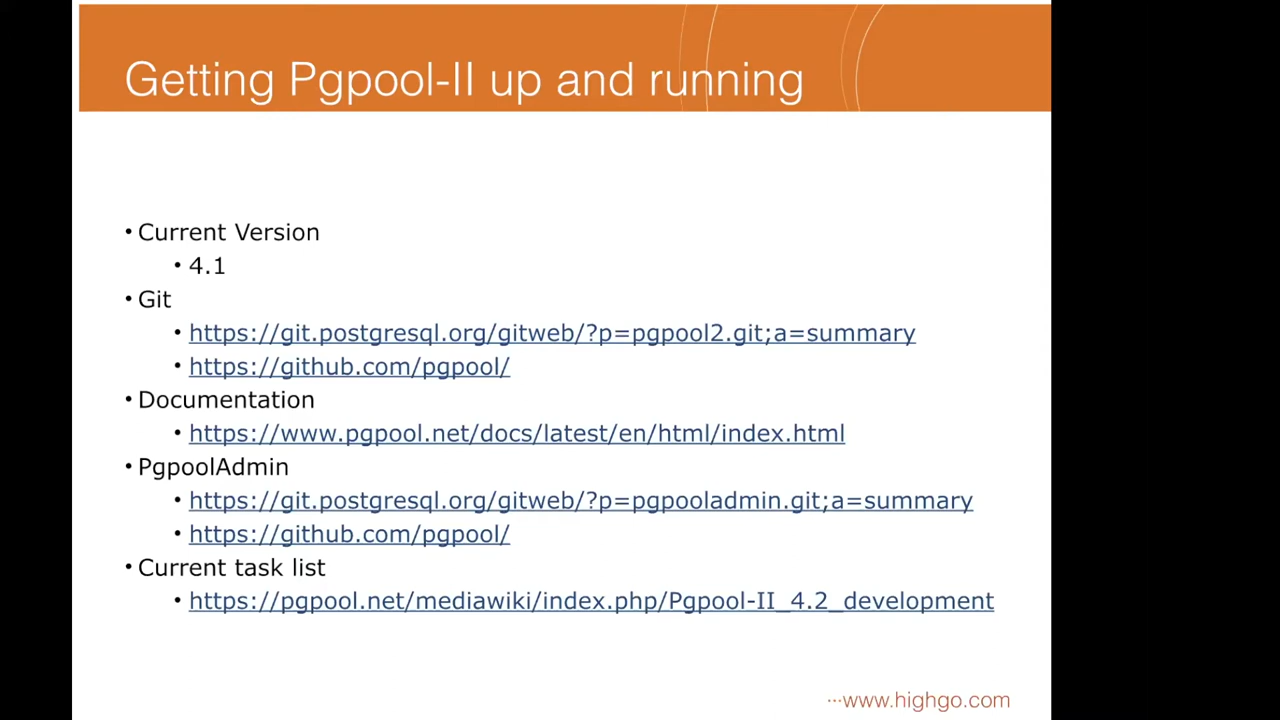 Getting Pgpool-II up and running
• Current Version
• 4.1
• Git
• https://git.postgresql.org/gitweb/?p=pgpool2.git;a=summary
• https://github.com/pgpool/
• Documentation
• https://www.pgpool.net/docs/latest/en/html/index.html
• PgpoolAdmin
• https://git.postgresql.org/gitweb/?p=pgpooladmin.git;a=summary
• https://github.com/pgpool/
• Current task list
• https://pgpool.net/mediawiki/index.php/Pgpool-II_4.2_development
···www.highgo.com